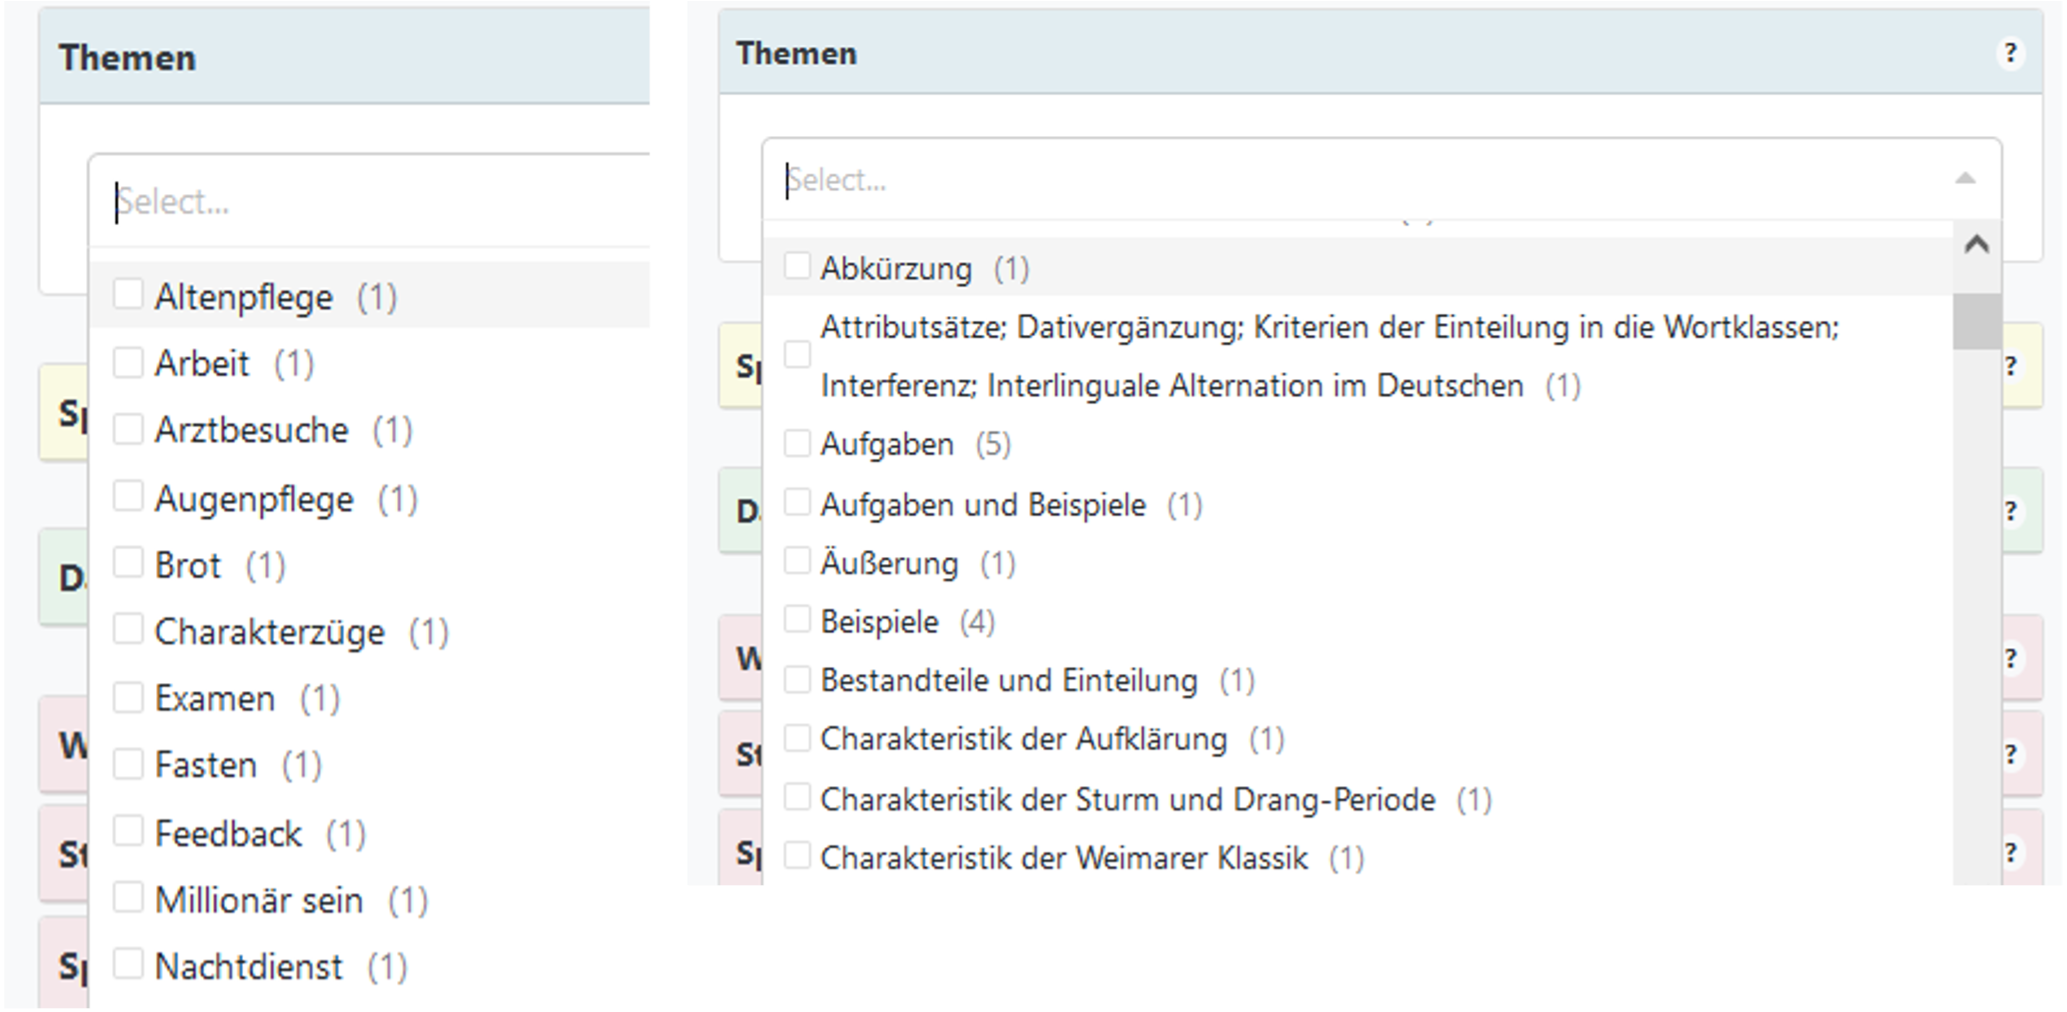 Themen
Select...
Altenpflege (1)
Arbeit (1)
Sp
Arztbesuche (1)
Augenpflege (1)
Brot (1)
D.
Charakterzüge (1)
Examen (1)
W
Fasten (1)
Feedback (1)
St
Millionär sein (1)
Nachtdienst (1)
Sp
Themen ?
Select...
Abkürzung (1)
Attributsätze; Dativergänzung; Kriterien der Einteilung in die Wortklassen;
Interferenz; Interlinguale Alternation im Deutschen (1)
Sp ?
Aufgaben (5)
Aufgaben und Beispiele (1)
D. ?
Äußerung (1)
Beispiele (4)
W ?
Bestandteile und Einteilung (1)
Charakteristik der Aufklärung (1)
St ?
Charakteristik der Sturm und Drang-Periode (1)
Charakteristik der Weimarer Klassik (1)
Sp ?